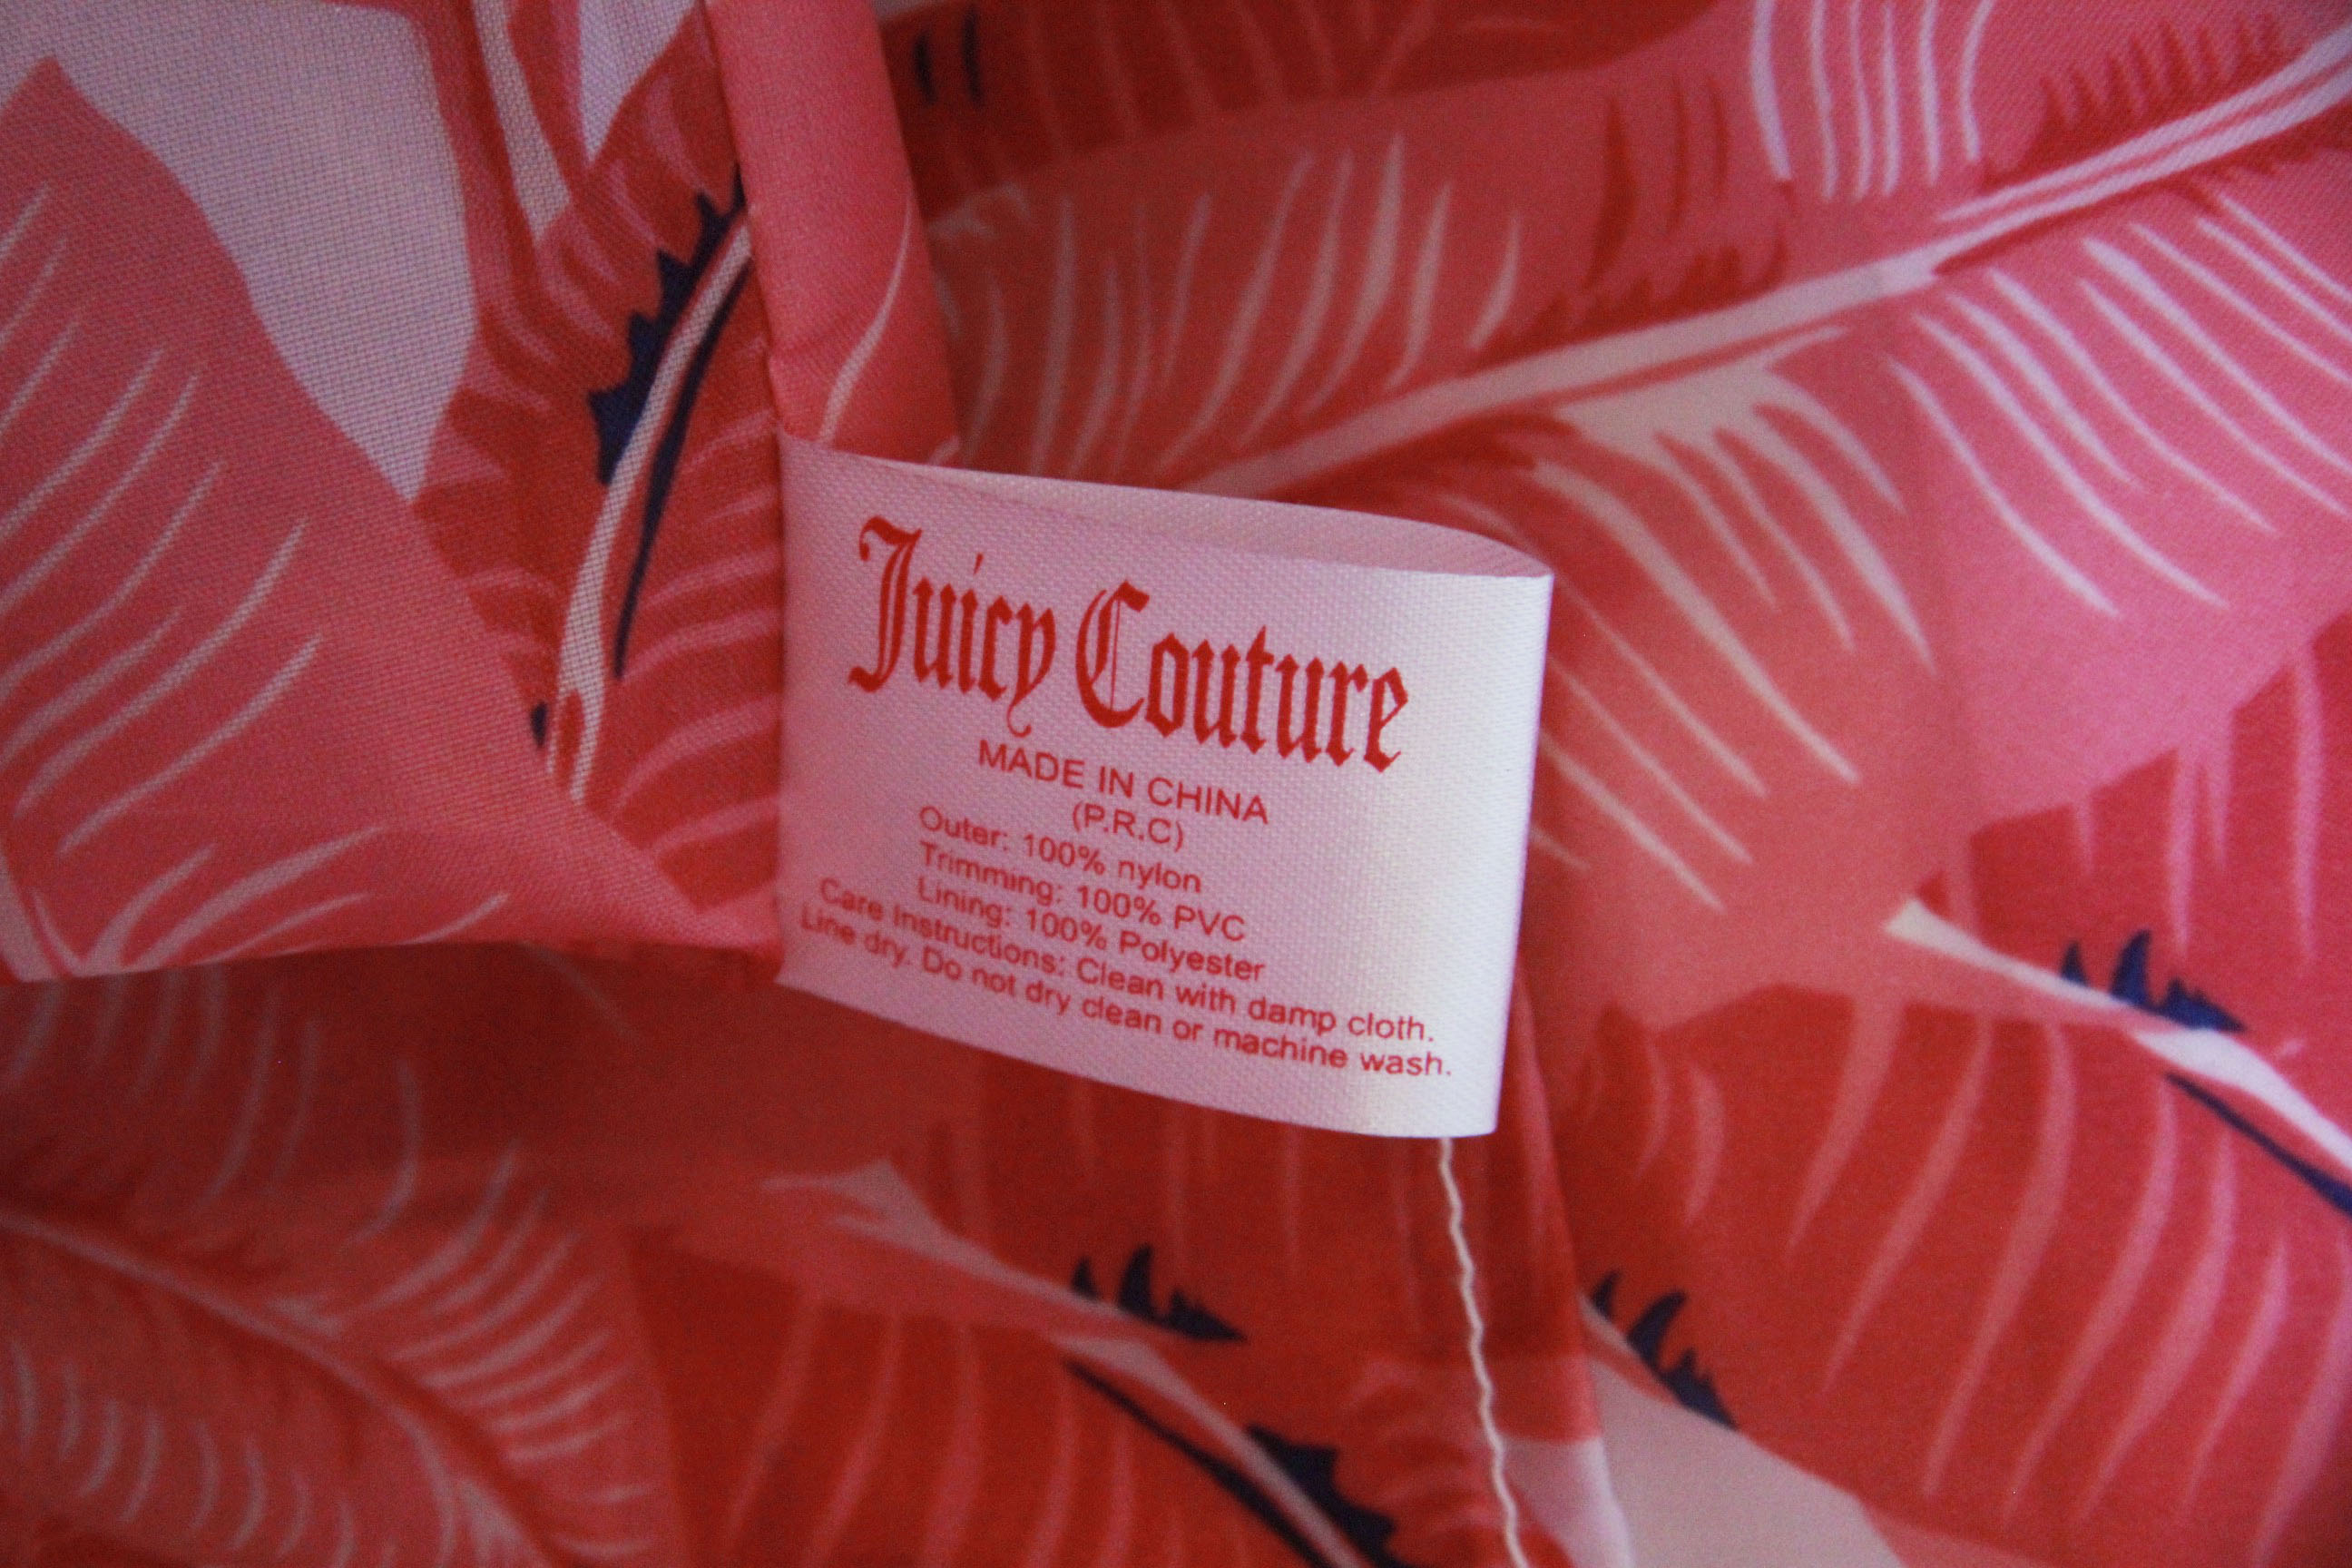 Juicy Couture
MADE IN CHINA
(P.R.C)
Outer: 100% nylon
Trimming: 100% PVC
Lining: 100% Polyester
Care Instructions: Clean with damp cloth.
Line dry. Do not dry clean or machine wash.